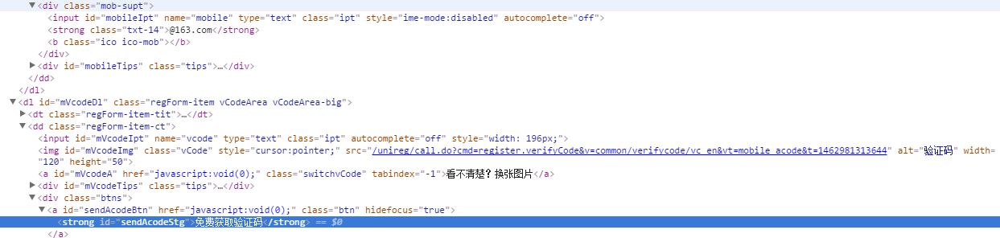 ▼<div class="mob-supt">
<input id="mobileIpt" name="mobile" type="text" class="ipt" style="ime-mode:disabled" autocomplete="off">
<strong class="txt-14">@163.com</strong>
<b class="ico ico-mob"></b>
</div>
▶<div id="mobileTips" class="tips">…</div>
</dd>
</dl>
▼<dl id="mVcodeDl" class="regForm-item vCodeArea vCodeArea-big">
▶<dt class="regForm-item-tit">…</dt>
▼<dd class="regForm-item-ct">
<input id="mVcodeIpt" name="vcode" type="text" class="ipt" autocomplete="off" style="width: 196px;">
<img id="mVcodeImg" class="vCode" style="cursor:pointer;" src="/unireg/call.do?cmd=register.verifyCode&v=common/verifycode/vc_en&vt=mobile_acode&t=1462981313644" alt="验证码" width=
"120" height="50">
<a id="mVcodeA" href="javascript:void(0);" class="switchvCode" tabindex="-1">看不清楚？换张图片</a>
▶<div id="mVcodeTips" class="tips">…</div>
▼<div class="btns">
▼<a id="sendAcodeBtn" href="javascript:void(0);" class="btn" hidefocus="true">
<strong id="sendAcodeStg">免费获取验证码</strong> == $0
</a>